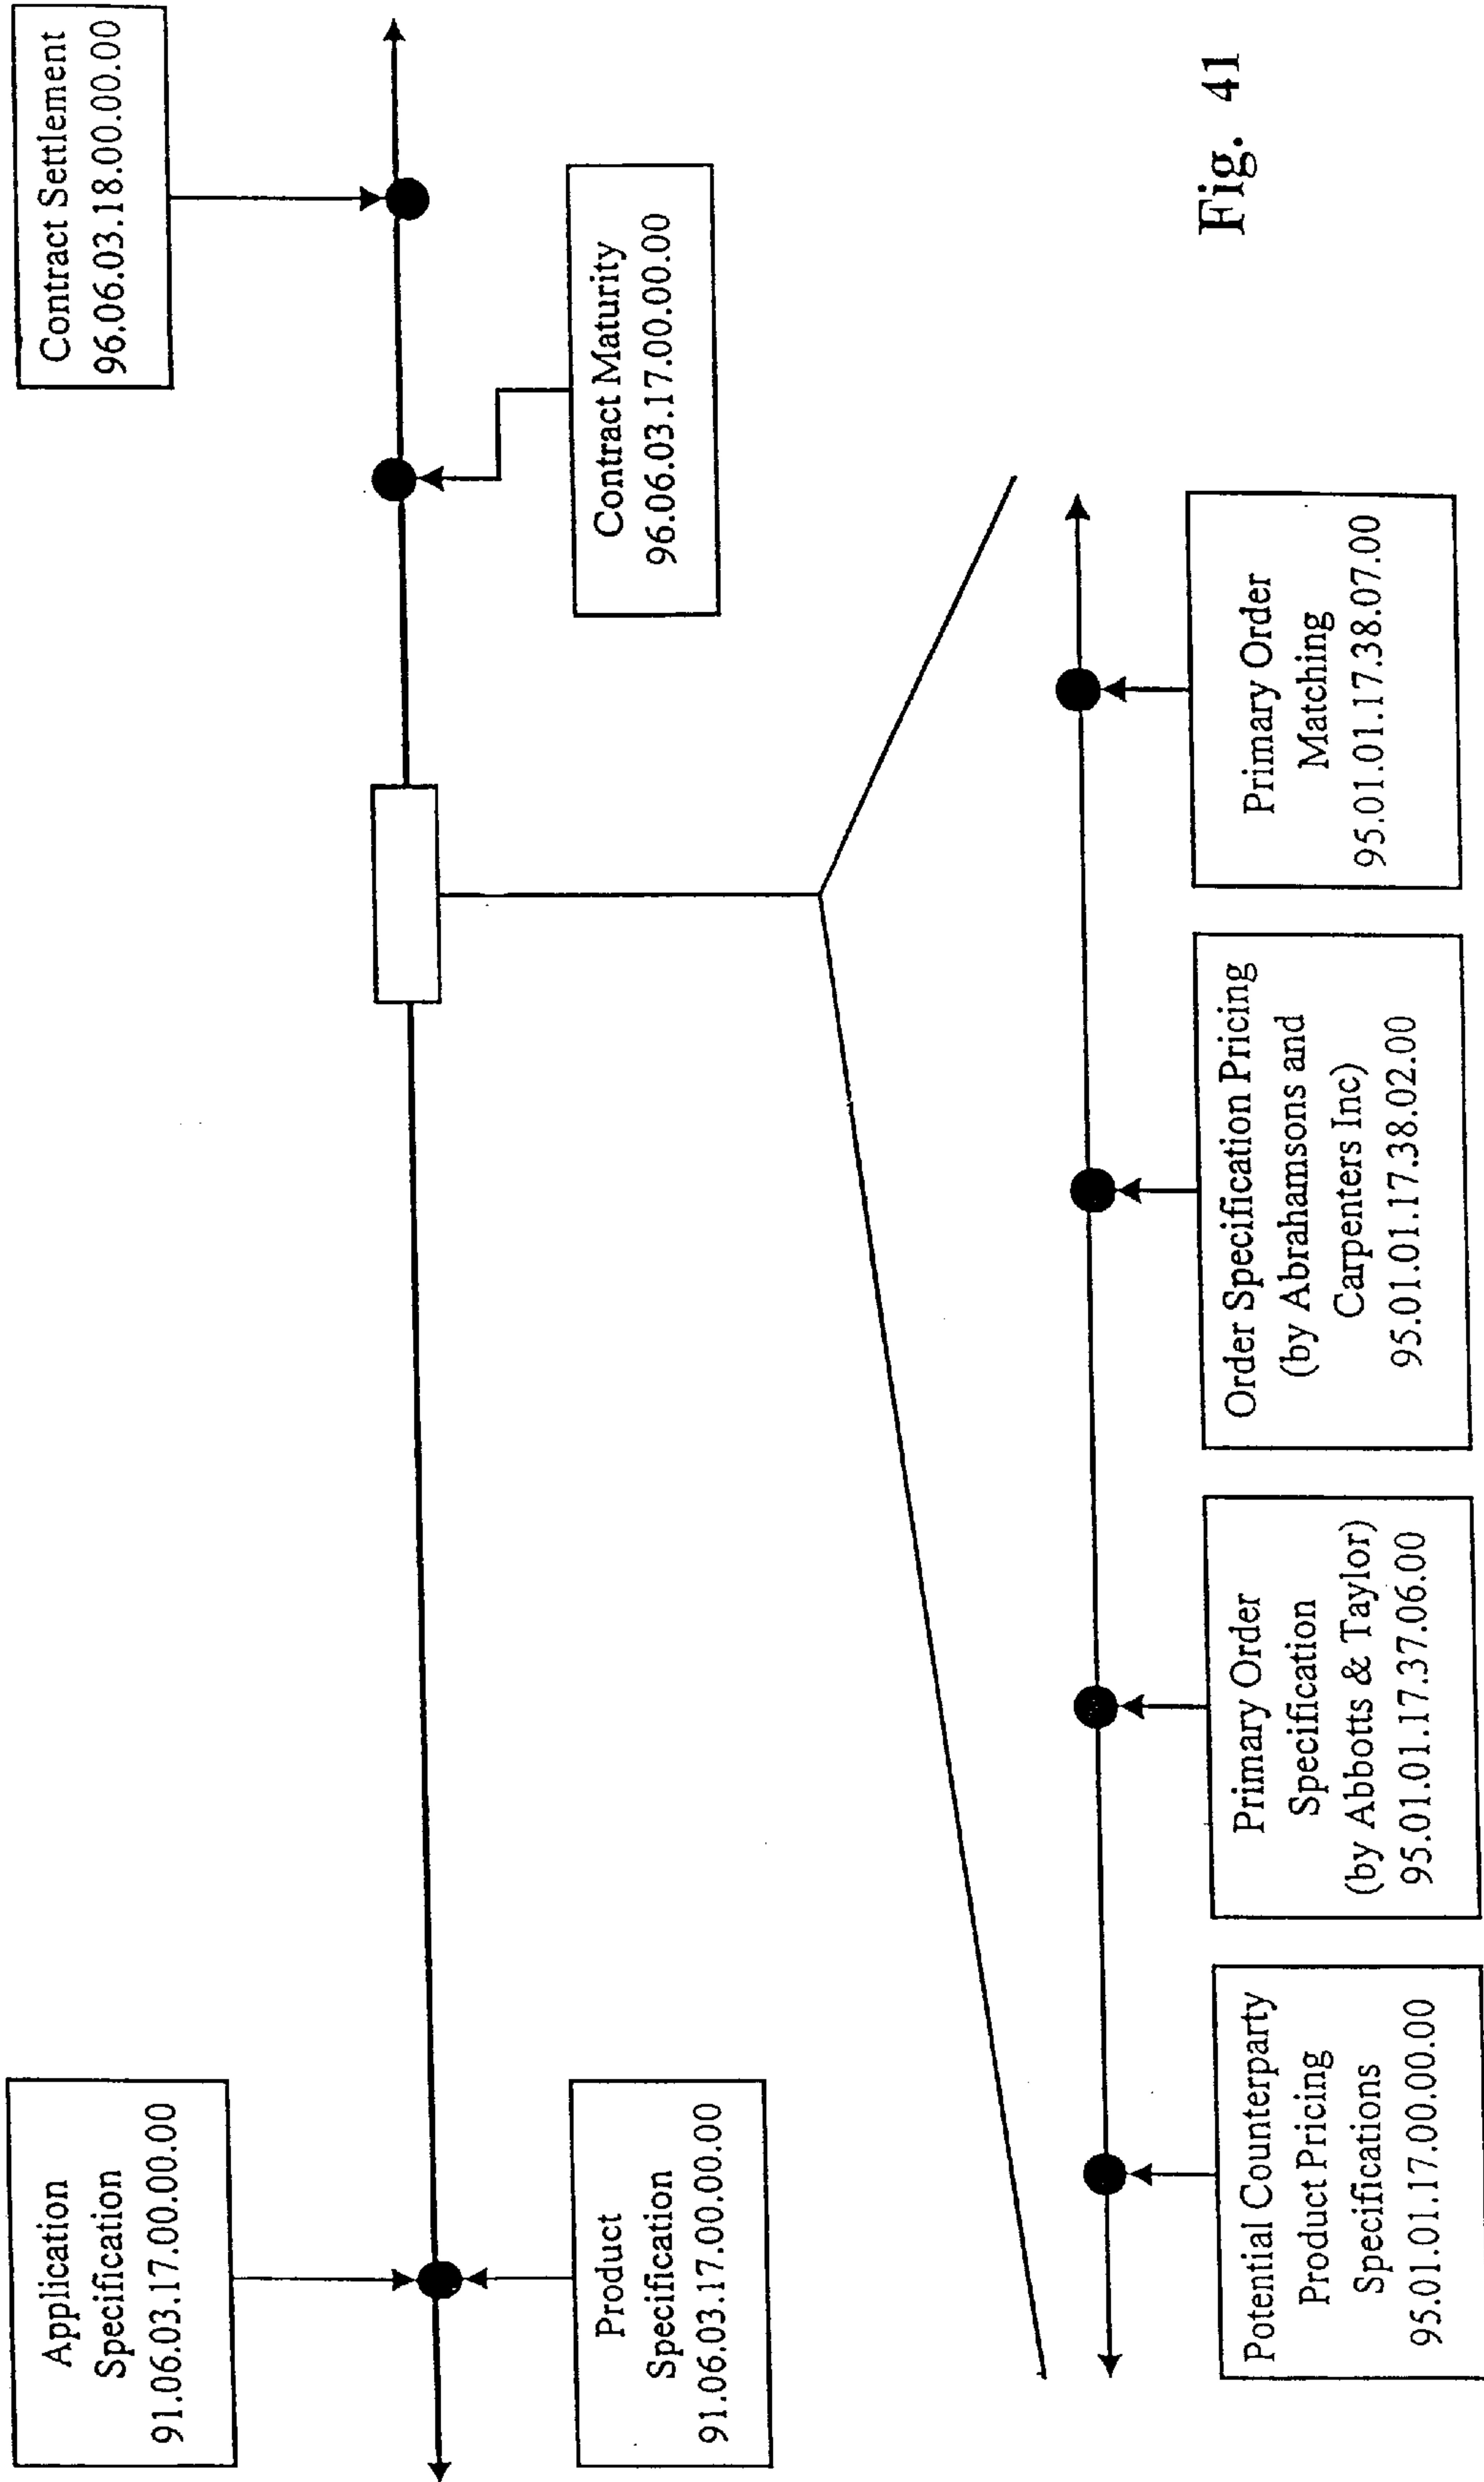 Application
Specification
91.06.03.17.00.00.00
Product
Specification
91.06.03.17.00.00.00
Contract Maturity
96.06.03.17.00.00.00
Contract Settlement
96.06.03.18.00.00.00
Potential Counterparty
Product Pricing
Specifications
95.01.01.17.00.00.00
Primary Order
Specification
(by Abbotts & Taylor)
95.01.01.17.37.06.00
Order Specification Pricing
(by Abrahamsons and
Carpenters Inc)
95.01.01.17.38.02.00
Primary Order
Matching
95.01.01.17.38.07.00
Fig. 41